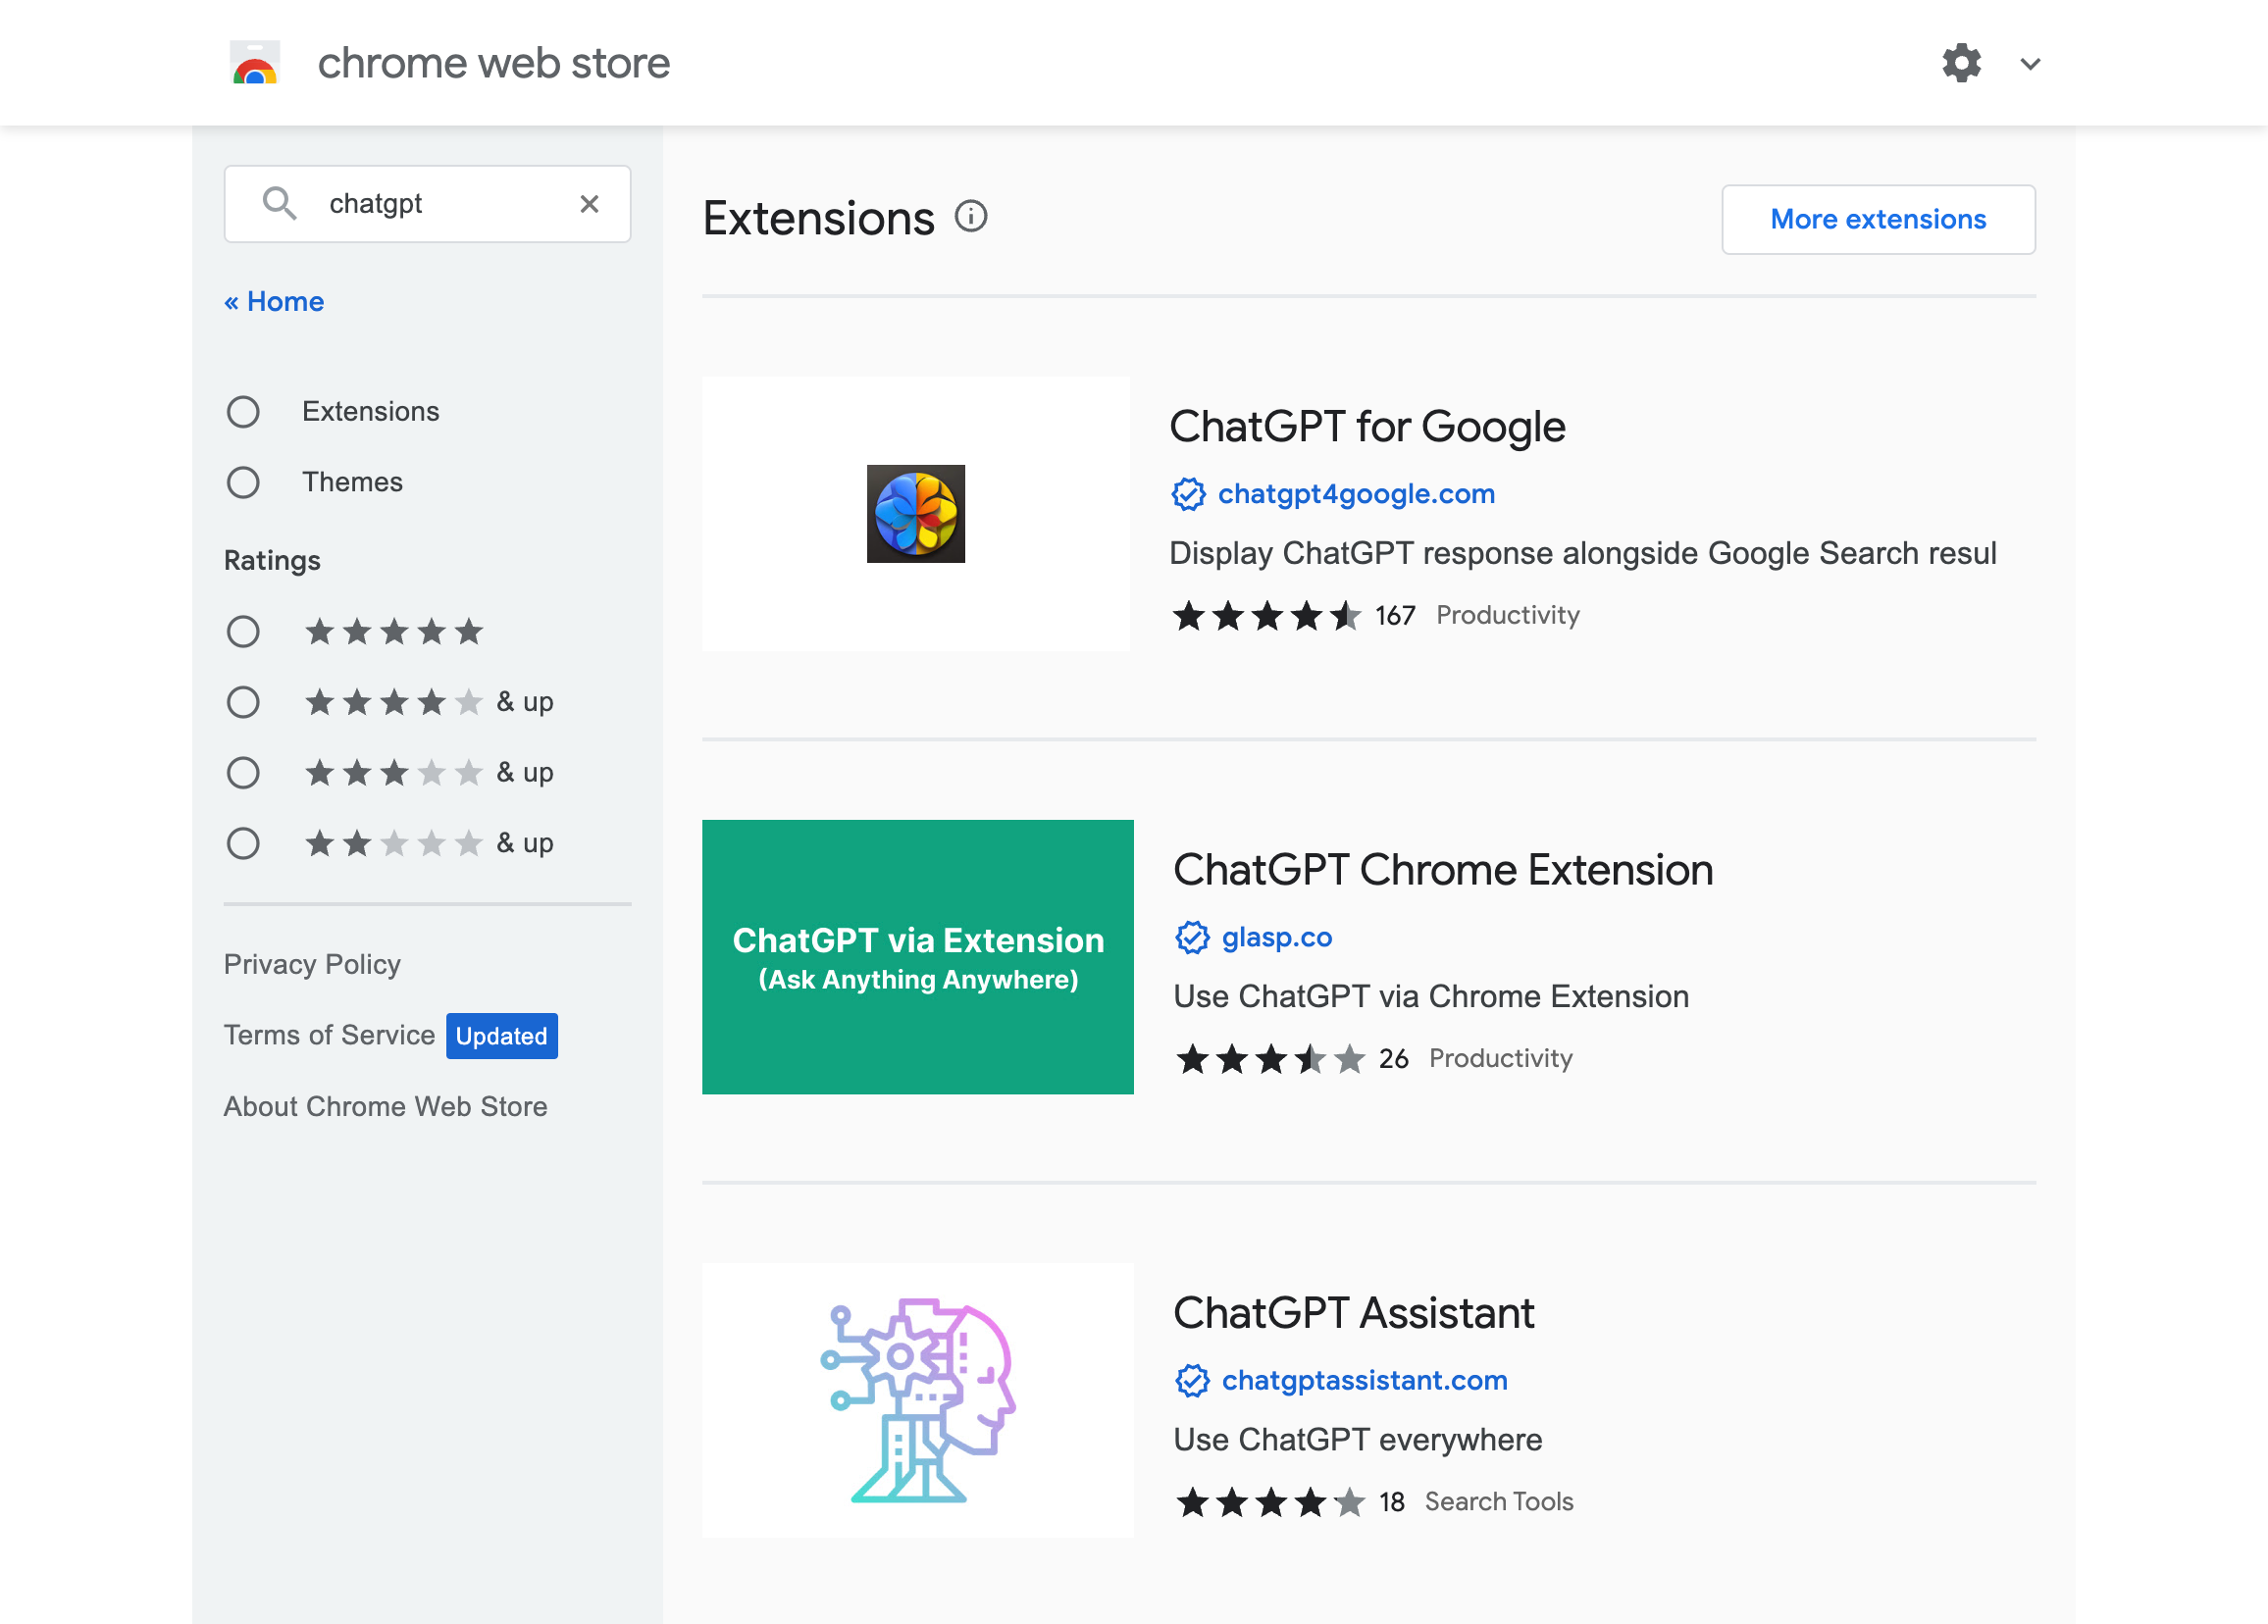 chrome web store
chatgpt
« Home
Extensions
Themes
Ratings
& up
& up
& up
Privacy Policy
Terms of Service Updated
About Chrome Web Store
Extensions
More extensions
ChatGPT for Google
chatgpt4google.com
Display ChatGPT response alongside Google Search resul
167 Productivity
ChatGPT via Extension
(Ask Anything Anywhere)
ChatGPT Chrome Extension
glasp.co
Use ChatGPT via Chrome Extension
26 Productivity
ChatGPT Assistant
chatgptassistant.com
Use ChatGPT everywhere
18 Search Tools